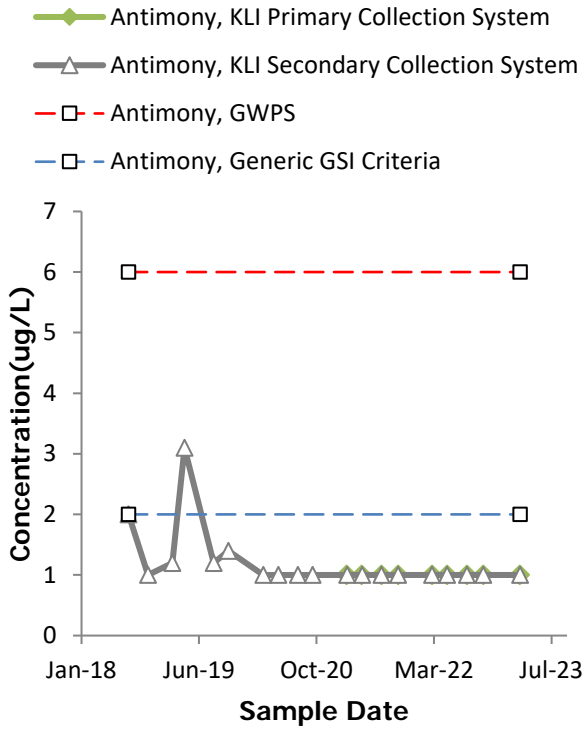 Antimony, KLI Primary Collection System
Antimony, KLI Secondary Collection System
Antimony, GWPS
Antimony, Generic GSI Criteria
7
6
5
4
3
2
1
0
Concentration(ug/L)
Jan-18 Jun-19 Oct-20 Mar-22 Jul-23
Sample Date